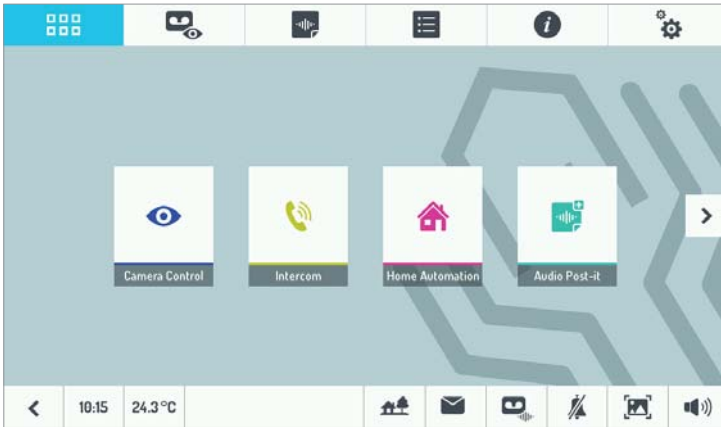 Camera Control
Intercom
Home Automation
Audio Post-it
10:15
24.3 °C